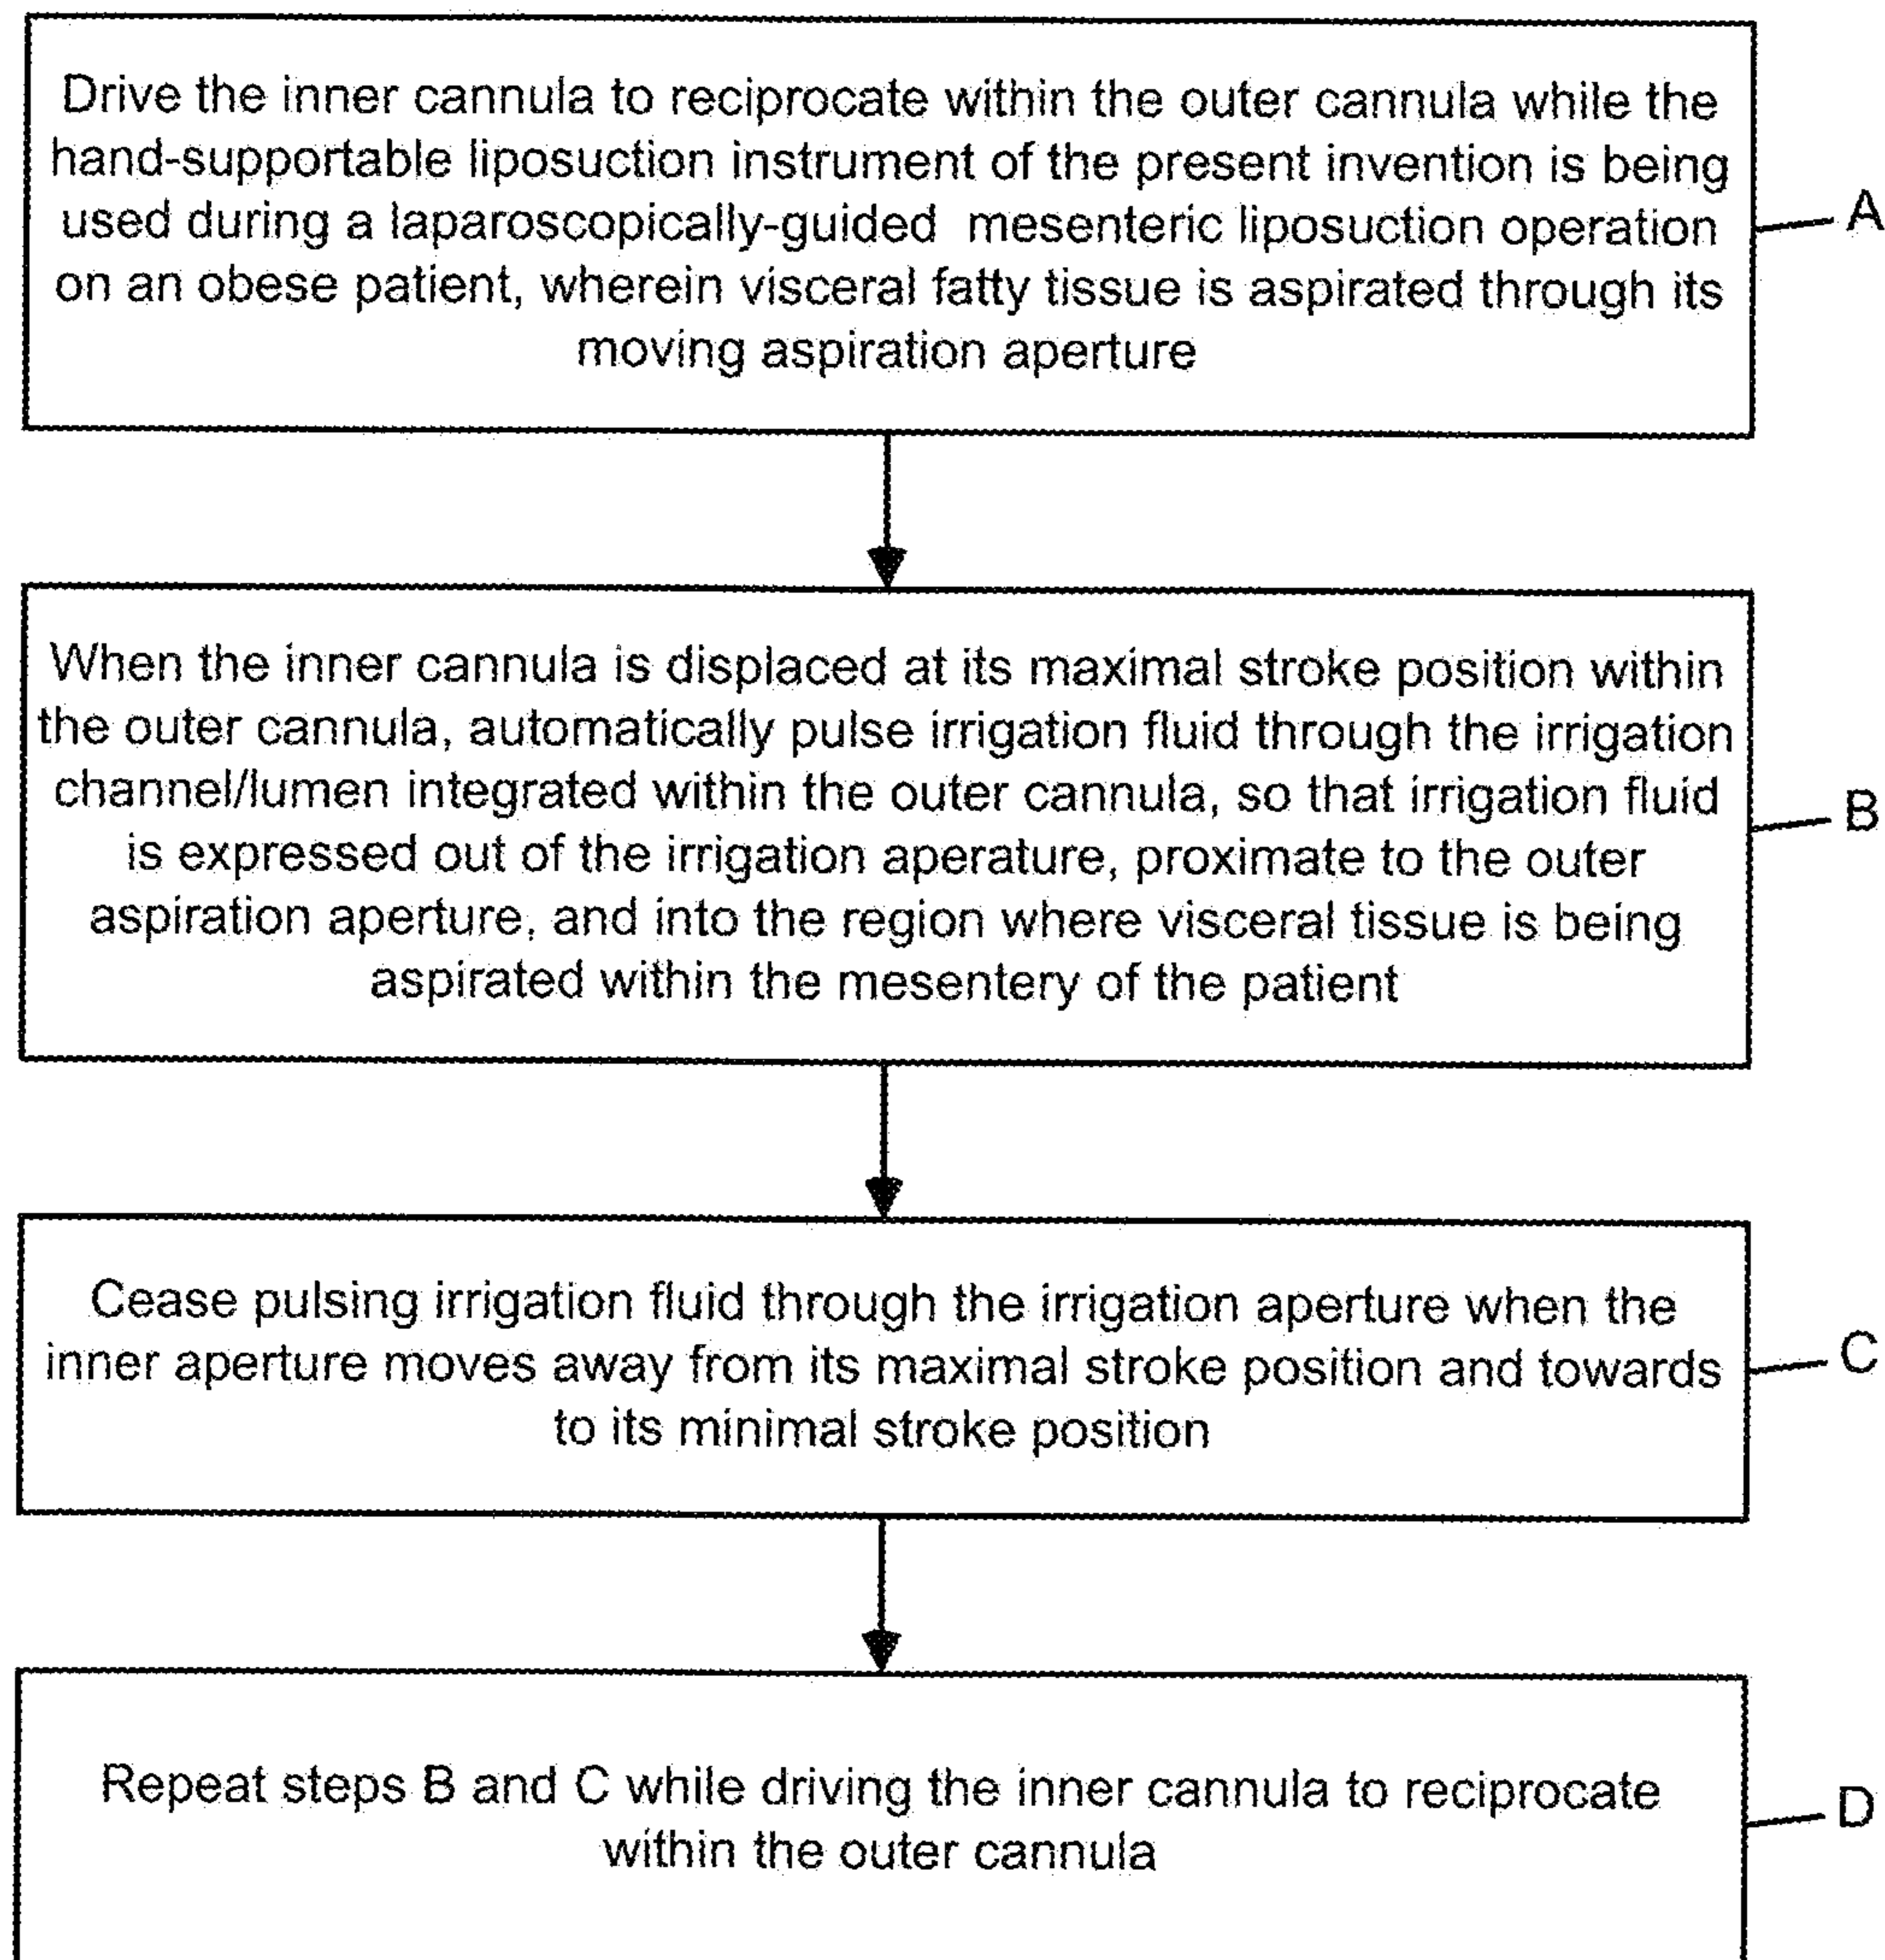 Drive the inner cannula to reciprocate within the outer cannula while the
hand-supportable liposuction instrument of the present invention is being
used during a laparoscopically-guided mesenteric liposuction operation
on an obese patient, wherein visceral fatty tissue is aspirated through its
moving aspiration aperture
A
When the inner cannula is displaced at its maximal stroke position within
the outer cannula, automatically pulse irrigation fluid through the irrigation
channel/lumen integrated within the outer cannula, so that irrigation fluid
is expressed out of the irrigation aperature, proximate to the outer
aspiration aperture, and into the region where visceral tissue is being
aspirated within the mesentery of the patient
B
Cease pulsing irrigation fluid through the irrigation aperture when the
inner aperture moves away from its maximal stroke position and towards
to its minimal stroke position
C
Repeat steps B and C while driving the inner cannula to reciprocate
within the outer cannula
D